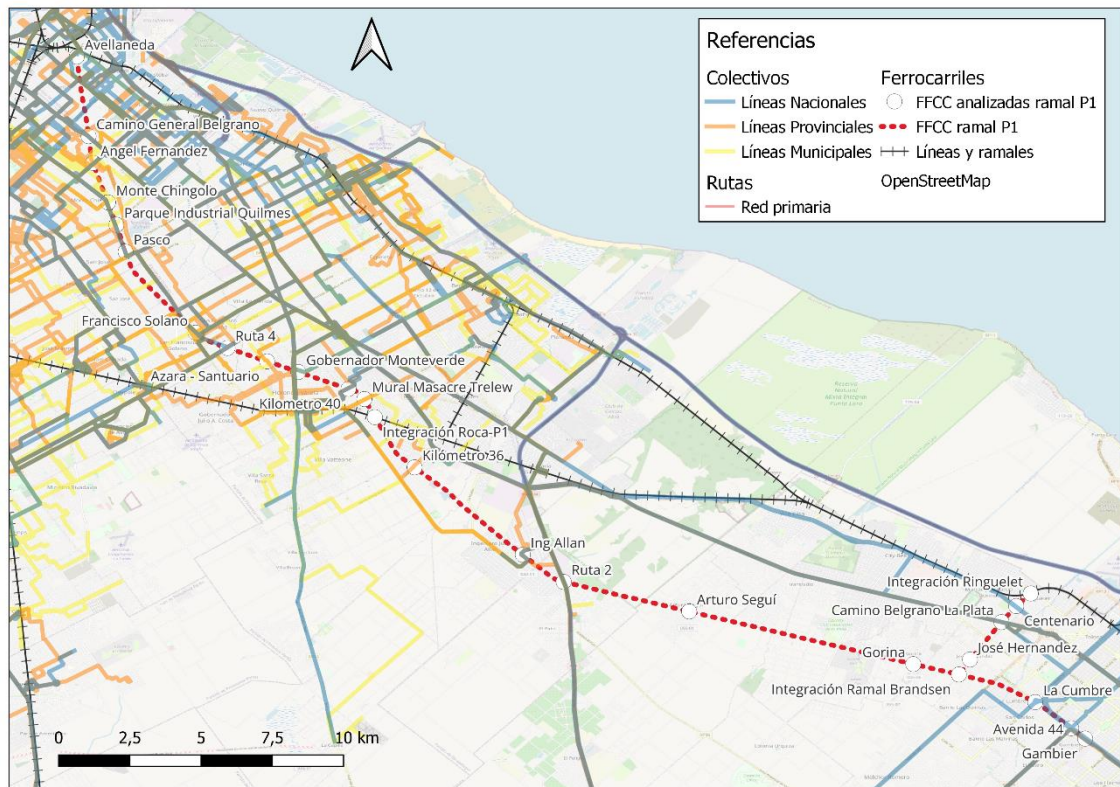 Avellaneda
Camino General Belgrano
Angel Fernandez
Monte Chingolo
Parque Industrial Quilmes
Pasco
Francisco Solano
Ruta 4
Azara - Santuario
Gobernador Monteverde
Mural Masacre Trelew
Kilometro 40
Integración Roca-P1
Kilómetro 36
Ing Allan
Ruta 2
Arturo Seguí
Integración Ringuelet
Camino Belgrano La Plata
Centenario
José Hernandez
Gorina
Integración Ramal Brandsen
La Cumbre
Avenida 44
Gambier
Referencias
Colectivos
Líneas Nacionales
Líneas Provinciales
Líneas Municipales
Rutas
Red primaria
Ferrocarriles
FFCC analizadas ramal P1
FFCC ramal P1
Líneas y ramales
OpenStreetMap
0 2,5 5 7,5 10 km